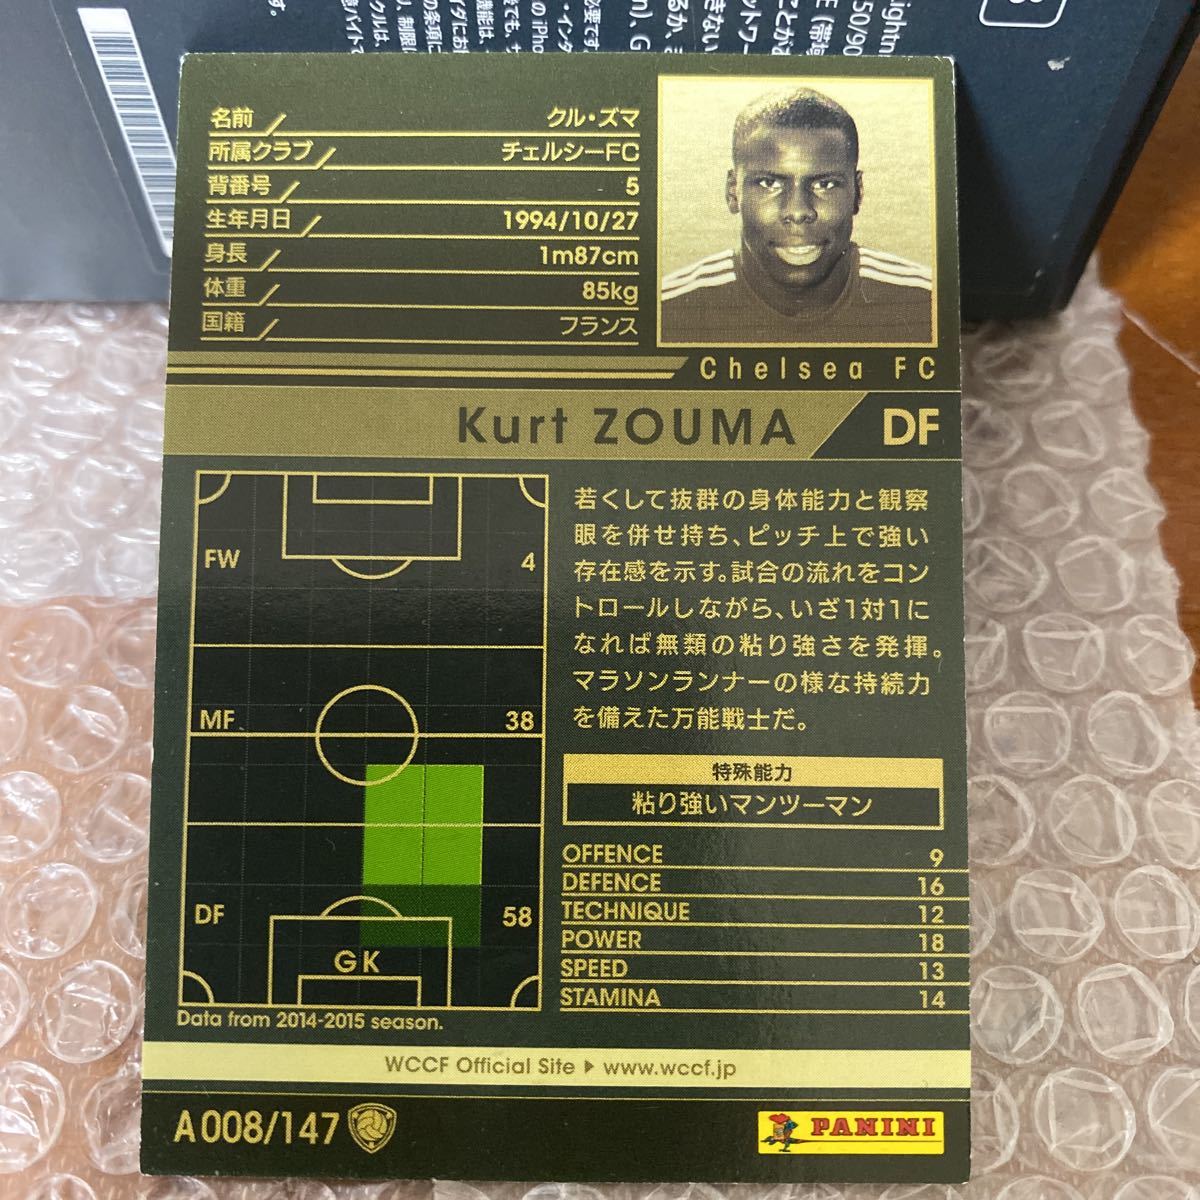 名前 クル・ズマ
所属クラブ チェルシーFC
背番号 5
生年月日 1994/10/27
身長 1m87cm
体重 85kg
国籍 フランス
Chelsea FC
Kurt ZOUMA DF
FW 4
MF 38
DF 58
GK
Data from 2014-2015 season.
若くして抜群の身体能力と観察
眼を併せ持ち、ピッチ上で強い
存在感を示す。試合の流れをコン
トロールしながら、いざ1対1に
なれば無類の粘り強さを発揮。
マラソンランナーの様な持続力
を備えた万能戦士だ。
特殊能力
粘り強いマンツーマン
OFFENCE 9
DEFENCE 16
TECHNIQUE 12
POWER 18
SPEED 13
STAMINA 14
WCCF Official Site ▶ www.wccf.jp
A008/147
PANINI